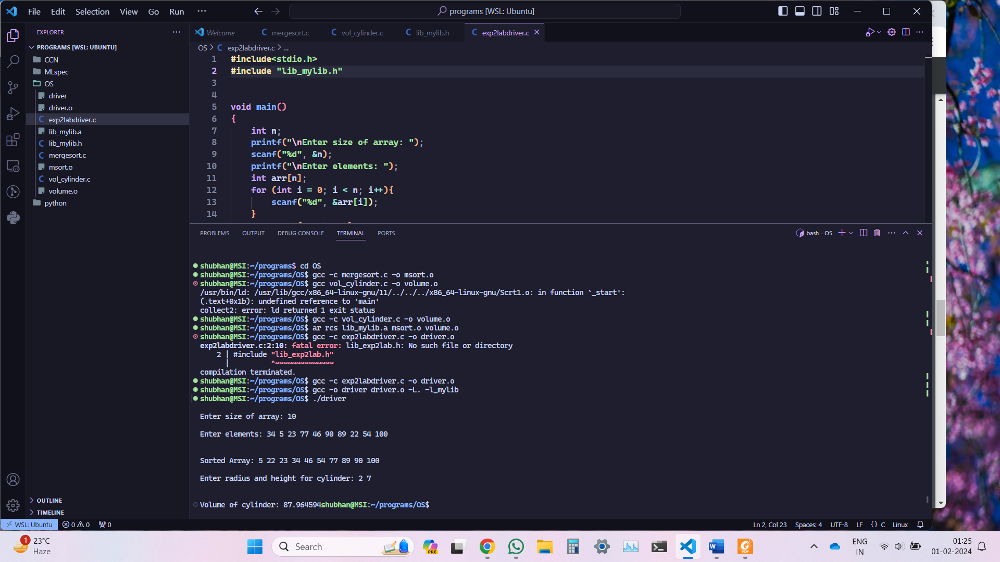 File Edit Selection View Go Run ··· programs [WSL: Ubuntu]
EXPLORER ···
PROGRAMS [WSL: UBUNTU]
CCN
MLspec
OS
driver
driver.o
exp2labdriver.c
lib_mylib.a
lib_mylib.h
mergesort.c
msort.o
vol_cylinder.c
volume.o
python
OUTLINE
TIMELINE
Welcome mergesort.c vol_cylinder.c lib_mylib.h exp2labdriver.c
OS > C exp2labdriver.c > ...
1 #include<stdio.h>
2 #include "lib_mylib.h"
3
4
5 void main()
6 {
7 int n;
8 printf("\nEnter size of array: ");
9 scanf("%d", &n);
10 printf("\nEnter elements: ");
11 int arr[n];
12 for (int i = 0; i < n; i++){
13 scanf("%d", &arr[i]);
14 }
PROBLEMS OUTPUT DEBUG CONSOLE TERMINAL PORTS bash - OS
shubhan@MSI:~/programs$ cd OS
shubhan@MSI:~/programs/OS$ gcc -c mergesort.c -o msort.o
shubhan@MSI:~/programs/OS$ gcc vol_cylinder.c -o volume.o
/usr/bin/ld: /usr/lib/gcc/x86_64-linux-gnu/11/../../../x86_64-linux-gnu/Scrt1.o: in function `_start':
(.text+0x1b): undefined reference to `main'
collect2: error: ld returned 1 exit status
shubhan@MSI:~/programs/OS$ gcc -c vol_cylinder.c -o volume.o
shubhan@MSI:~/programs/OS$ ar rcs lib_mylib.a msort.o volume.o
shubhan@MSI:~/programs/OS$ gcc -c exp2labdriver.c -o driver.o
exp2labdriver.c:2:10: fatal error: lib_exp2lab.h: No such file or directory
2 | #include "lib_exp2lab.h"
| ^~~~~~~~~~~~~~~
compilation terminated.
shubhan@MSI:~/programs/OS$ gcc -c exp2labdriver.c -o driver.o
shubhan@MSI:~/programs/OS$ gcc -o driver driver.o -L. -l_mylib
shubhan@MSI:~/programs/OS$ ./driver
Enter size of array: 10
Enter elements: 34 5 23 77 46 90 89 22 54 100
Sorted Array: 5 22 23 34 46 54 77 89 90 100
Enter radius and height for cylinder: 2 7
Volume of cylinder: 87.964594shubhan@MSI:~/programs/OS$
WSL: Ubuntu 0 0 0 Ln 2, Col 23 Spaces: 4 UTF-8 LF {} C Linux
1 23°C
Haze
Search
PRE
PDF
ENG
IN
01:25
01-02-2024